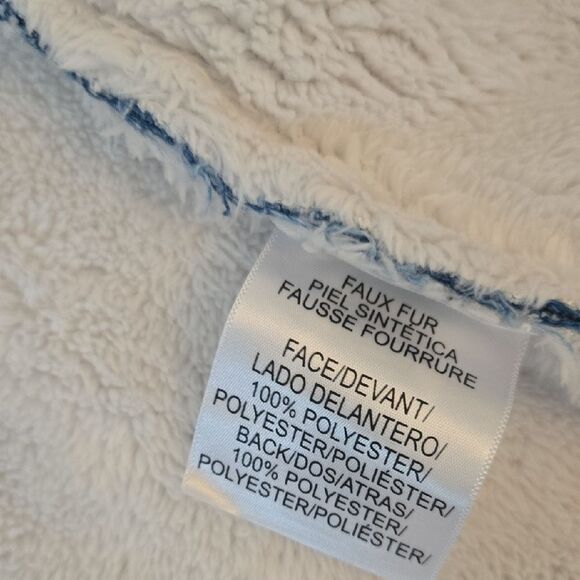 FAUX FUR
PIEL SINTÉTICA
FAUSSE FOURRURE
FACE/DEVANT/
LADO DELANTERO/
100% POLYESTER/
POLYESTER/POLIÉSTER/
BACK/DOS/ATRAS/
100% POLYESTER/
POLYESTER/POLIÉSTER